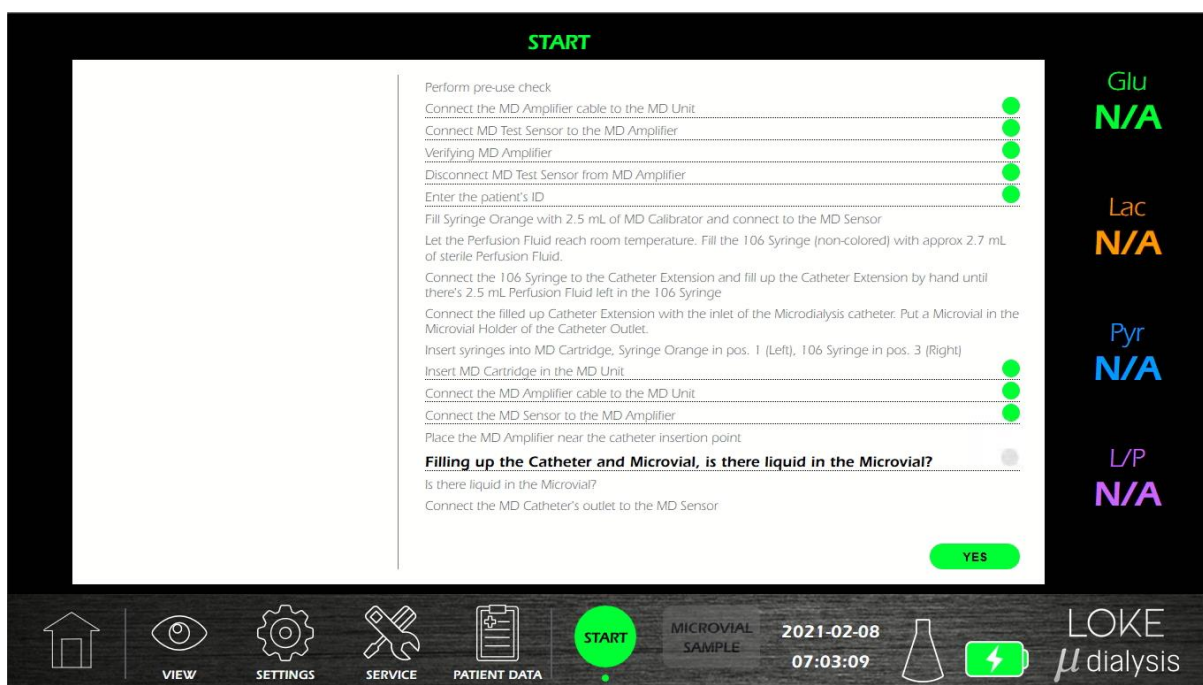 START
Perform pre-use check
Connect the MD Amplifier cable to the MD Unit
Connect MD Test Sensor to the MD Amplifier
Verifying MD Amplifier
Disconnect MD Test Sensor from MD Amplifier
Enter the patient's ID
Fill Syringe Orange with 2.5 mL of MD Calibrator and connect to the MD Sensor
Let the Perfusion Fluid reach room temperature. Fill the 106 Syringe (non-colored) with approx 2.7 mL
of sterile Perfusion Fluid.
Connect the 106 Syringe to the Catheter Extension and fill up the Catheter Extension by hand until
there's 2.5 mL Perfusion Fluid left in the 106 Syringe
Connect the filled up Catheter Extension with the inlet of the Microdialysis catheter. Put a Microvial in the
Microvial Holder of the Catheter Outlet.
Insert syringes into MD Cartridge, Syringe Orange in pos. 1 (Left), 106 Syringe in pos. 3 (Right)
Insert MD Cartridge in the MD Unit
Connect the MD Amplifier cable to the MD Unit
Connect the MD Sensor to the MD Amplifier
Place the MD Amplifier near the catheter insertion point
Filling up the Catheter and Microvial, is there liquid in the Microvial?
Is there liquid in the Microvial?
Connect the MD Catheter's outlet to the MD Sensor
YES
Glu
N/A
Lac
N/A
Pyr
N/A
L/P
N/A
VIEW
SETTINGS
SERVICE
PATIENT DATA
START
MICROVIAL
SAMPLE
2021-02-08
07:03:09
LOKE
μ dialysis